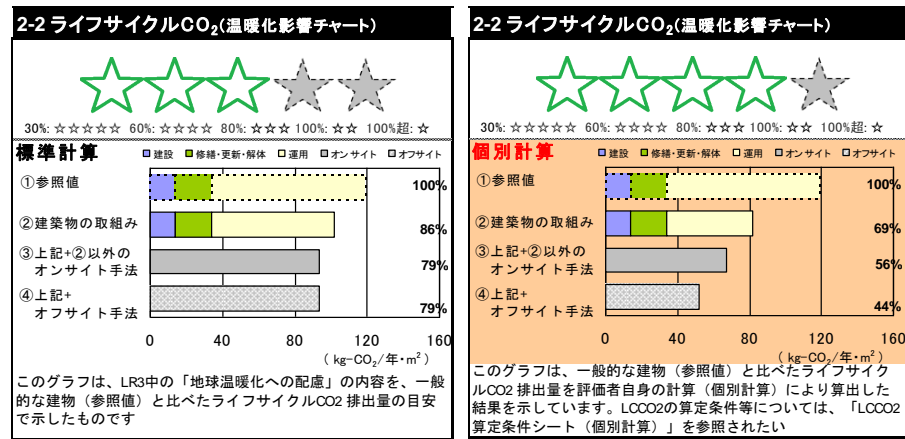 2-2 ライフサイクルCO2(温暖化影響チャート)
30%: ☆☆☆☆☆ 60%: ☆☆☆☆ 80%: ☆☆☆ 100%: ☆☆ 100%超: ☆
標準計算
建設 修繕・更新・解体 運用 オンサイト オフサイト
①参照値 100%
②建築物の取組み 86%
③上記+②以外の
オンサイト手法 79%
④上記+
オフサイト手法 79%
0 40 80 120 160
( kg-CO2/年・m2 )
このグラフは、LR3中の「地球温暖化への配慮」の内容を、一般
的な建物(参照値)と比べたライフサイクルCO2 排出量の目安
で示したものです
2-2 ライフサイクルCO2(温暖化影響チャート)
30%: ☆☆☆☆☆ 60%: ☆☆☆☆ 80%: ☆☆☆ 100%: ☆☆ 100%超: ☆
個別計算
建設 修繕・更新・解体 運用 オンサイト オフサイト
①参照値 100%
②建築物の取組み 69%
③上記+②以外の
オンサイト手法 56%
④上記+
オフサイト手法 44%
0 40 80 120 160
( kg-CO2/年・m2 )
このグラフは、一般的な建物(参照値)と比べたライフサイク
ルCO2 排出量を評価者自身の計算(個別計算)により算出した
結果を示しています。LCCO2の算定条件等については、「LCCO2
算定条件シート(個別計算)」を参照されたい